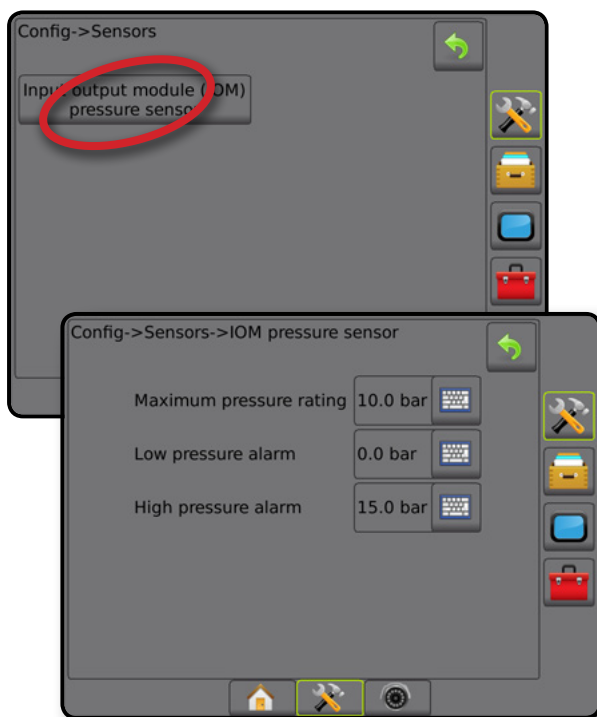 Config->Sensors
Input output module (IOM)
pressure sensor
Config->Sensors->IOM pressure sensor
Maximum pressure rating 10.0 bar
Low pressure alarm 0.0 bar
High pressure alarm 15.0 bar